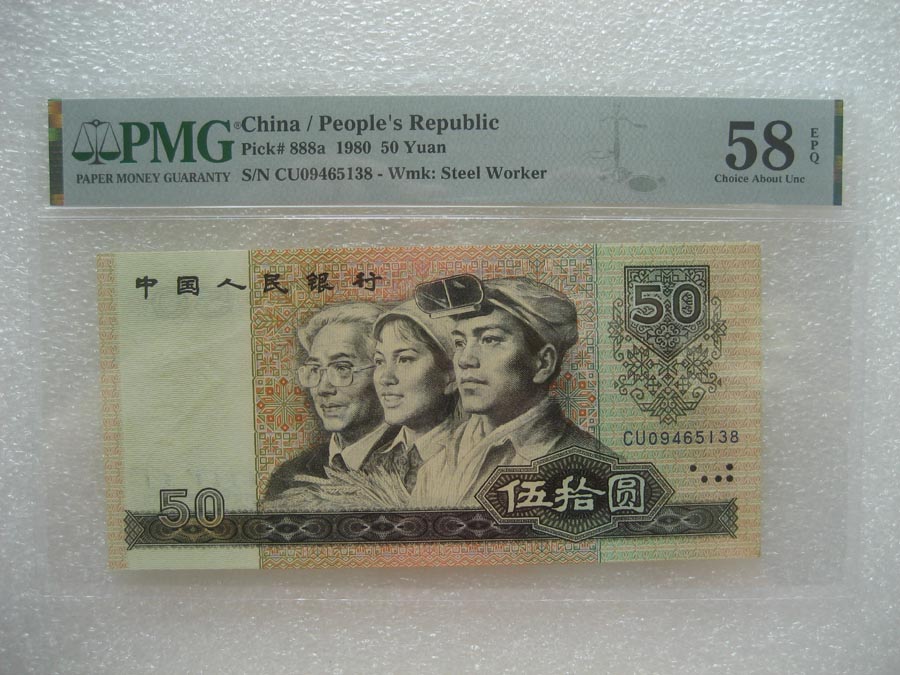 PMG®
PAPER MONEY GUARANTY
China / People's Republic
Pick# 888a 1980 50 Yuan
S/N CU09465138 - Wmk: Steel Worker
58
EPQ
Choice About Unc
中国人民银行
50
CU09465138
50
伍拾圆